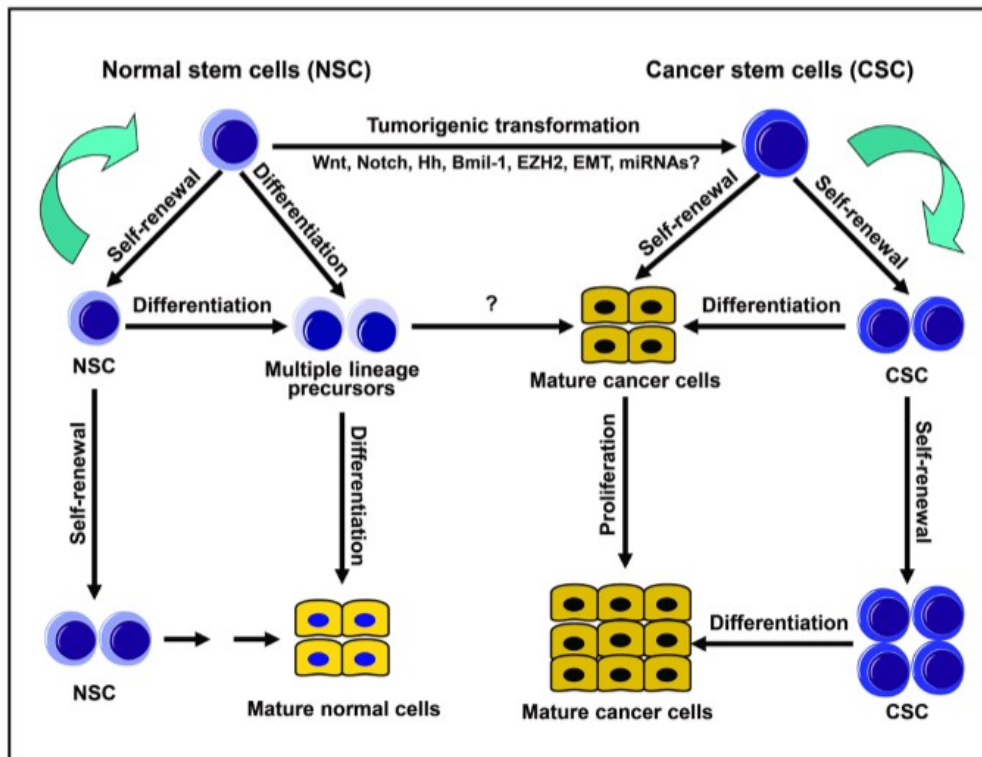 Normal stem cells (NSC)
Cancer stem cells (CSC)
Tumorigenic transformation
Wnt, Notch, Hh, Bmil-1, EZH2, EMT, miRNAs?
Self-renewal
Differentiation
Self-renewal
Self-renewal
Differentiation
?
Differentiation
NSC
Multiple lineage
precursors
Mature cancer cells
CSC
Self-renewal
Differentiation
Proliferation
Self-renewal
Differentiation
NSC
Mature normal cells
Mature cancer cells
CSC